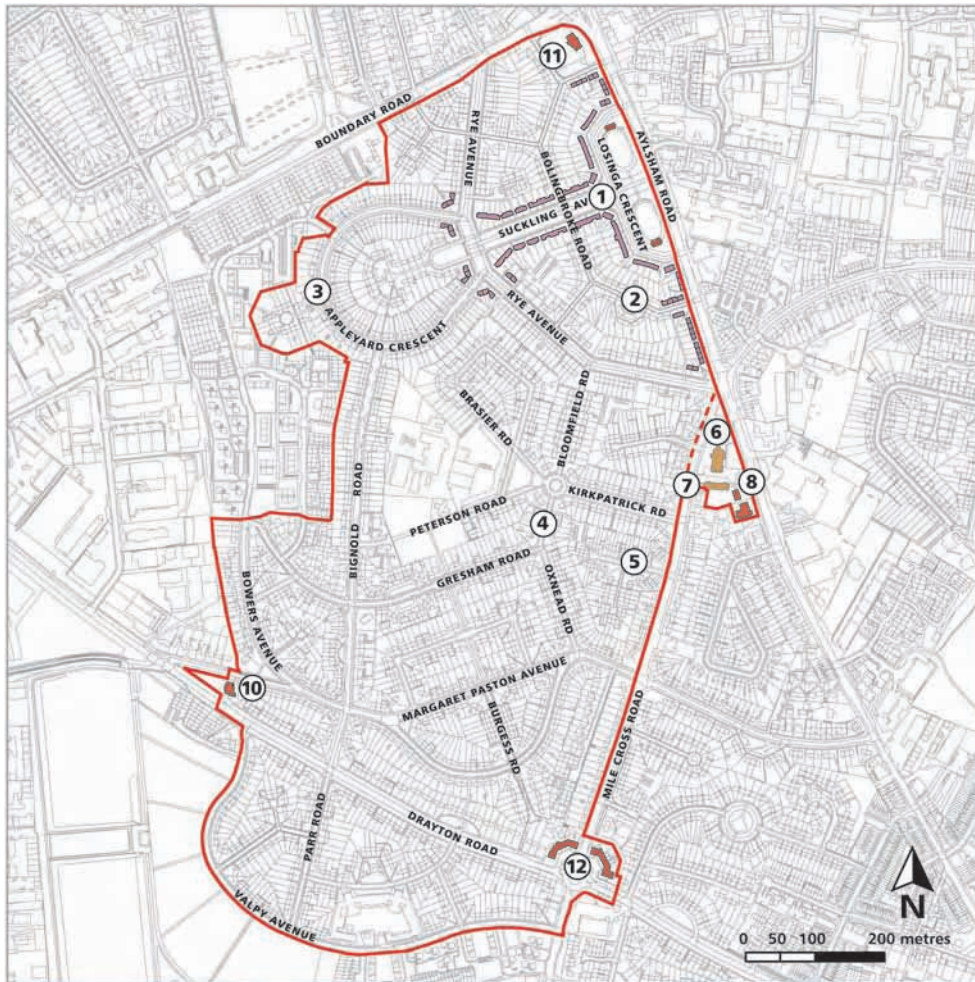 11
BOUNDARY ROAD
RYE AVENUE
AYLSHAM ROAD
LOSINGA CRESCENT
BOLINGBROKE ROAD
1
SUCKLING AV
3
2
APPLEYARD CRESCENT
RYE AVENUE
BRASIER RD
BLOOMFIELD RD
6
7
8
KIRKPATRICK RD
PETERSON ROAD
4
BIGNOLD ROAD
GRESHAM ROAD
5
OXNEAD RD
BOWERS AVENUE
10
MARGARET PASTON AVENUE
BURGESS RD
MILE CROSS ROAD
PARR ROAD
DRAYTON ROAD
12
VALPY AVENUE
N
0 50 100 200 metres